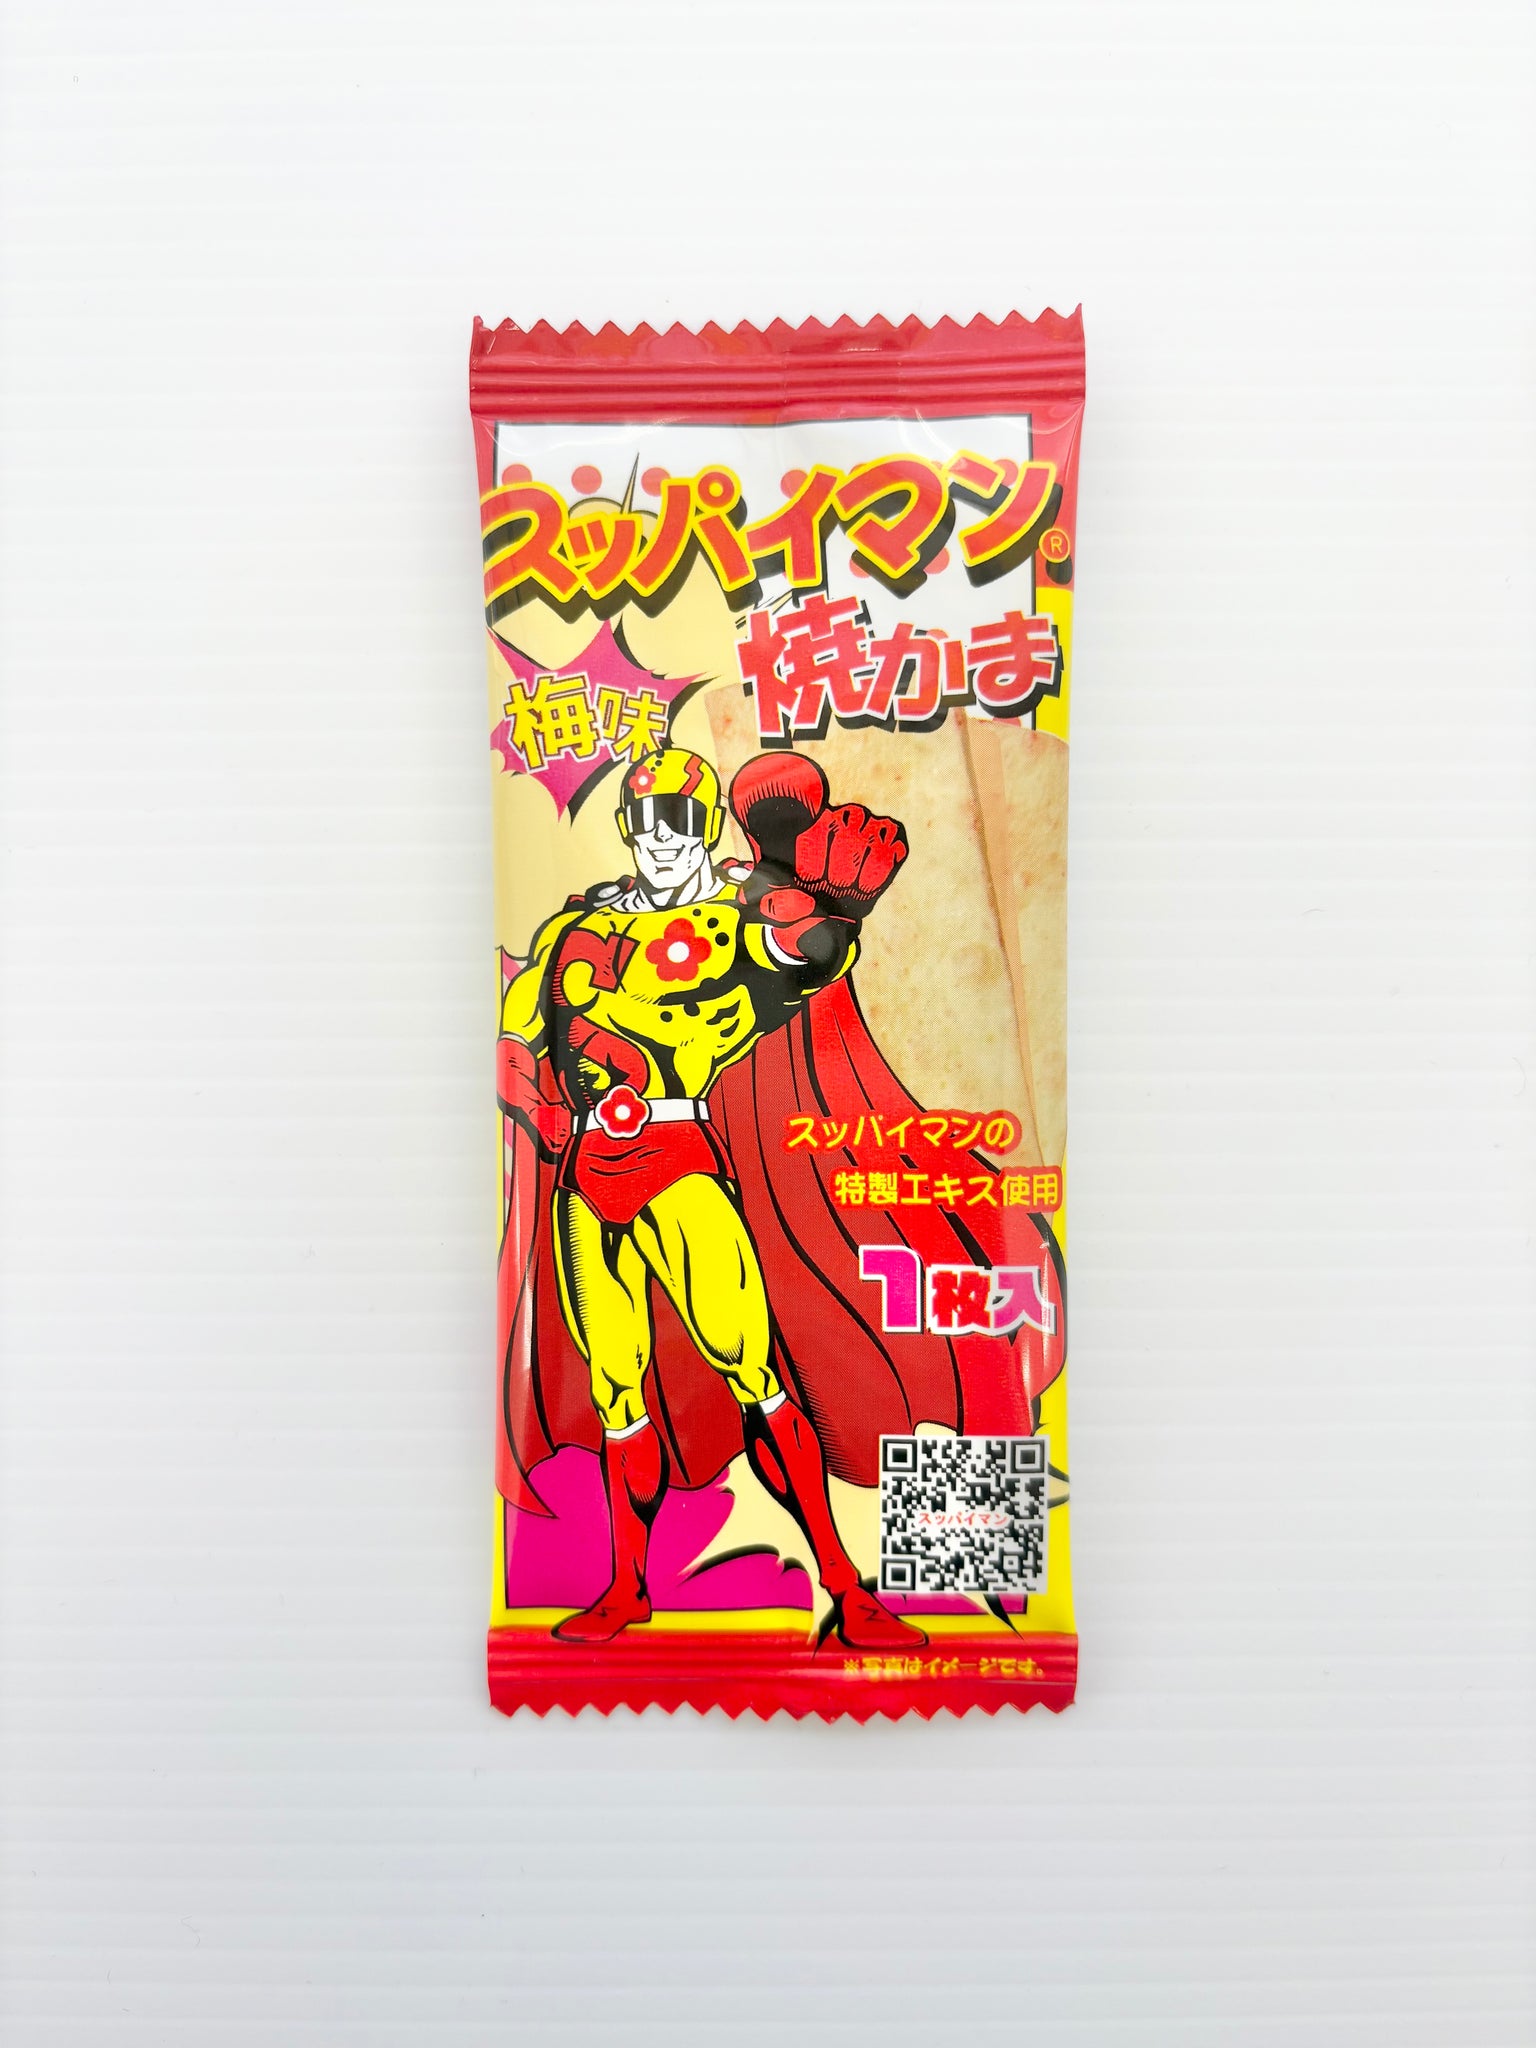 スッパイマン®
焼かま
梅味
スッパイマンの
特製エキス使用
1枚入
スッパイマン
※写真はイメージです。